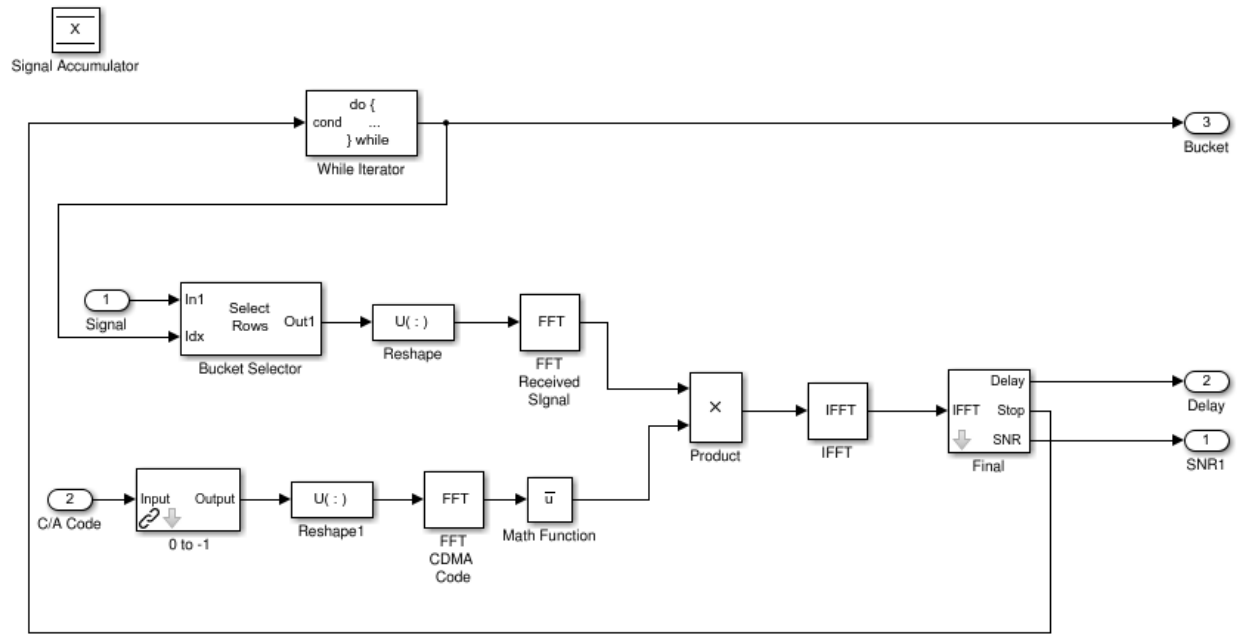 X
Signal Accumulator
do {
cond ...
} while
While Iterator
3
Bucket
1
Signal
In1
Idx
Select
Rows
Out1
Bucket Selector
U( : )
Reshape
FFT
FFT
Received
SIgnal
×
Product
IFFT
IFFT
IFFT
Delay
Stop
SNR
Final
2
Delay
1
SNR1
2
C/A Code
Input
Output
0 to -1
U( : )
Reshape1
FFT
FFT
CDMA
Code
u
Math Function